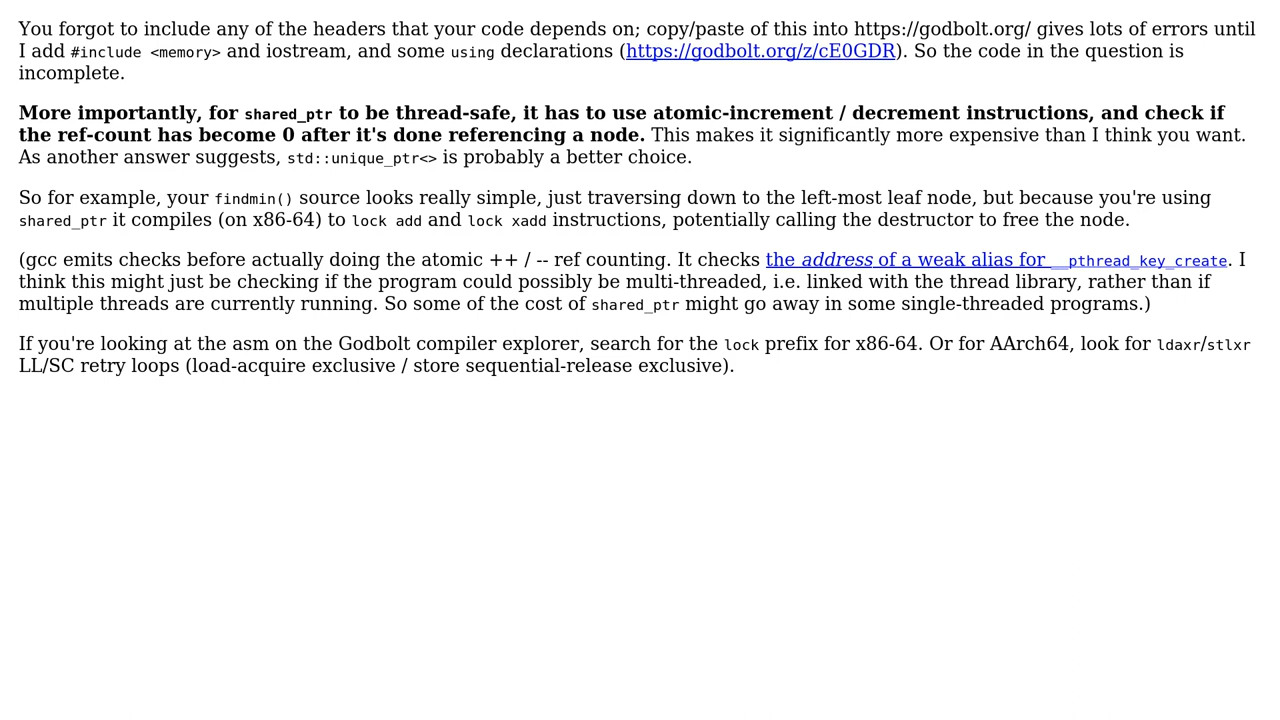 You forgot to include any of the headers that your code depends on; copy/paste of this into https://godbolt.org/ gives lots of errors until
I add #include <memory> and iostream, and some using declarations (https://godbolt.org/z/cE0GDR). So the code in the question is
incomplete.
More importantly, for shared_ptr to be thread-safe, it has to use atomic-increment / decrement instructions, and check if
the ref-count has become 0 after it's done referencing a node. This makes it significantly more expensive than I think you want.
As another answer suggests, std::unique_ptr<> is probably a better choice.
So for example, your findmin() source looks really simple, just traversing down to the left-most leaf node, but because you're using
shared_ptr it compiles (on x86-64) to lock add and lock xadd instructions, potentially calling the destructor to free the node.
(gcc emits checks before actually doing the atomic ++ / -- ref counting. It checks the address of a weak alias for __pthread_key_create. I
think this might just be checking if the program could possibly be multi-threaded, i.e. linked with the thread library, rather than if
multiple threads are currently running. So some of the cost of shared_ptr might go away in some single-threaded programs.)
If you're looking at the asm on the Godbolt compiler explorer, search for the lock prefix for x86-64. Or for AArch64, look for ldaxr/stlxr
LL/SC retry loops (load-acquire exclusive / store sequential-release exclusive).